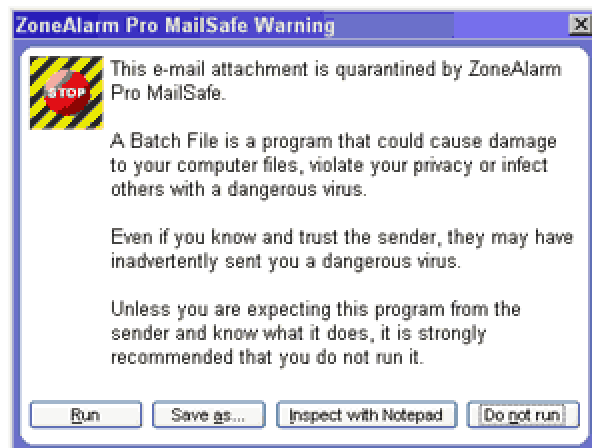 ZoneAlarm Pro MailSafe Warning
STOP
This e-mail attachment is quarantined by ZoneAlarm
Pro MailSafe.
A Batch File is a program that could cause damage
to your computer files, violate your privacy or infect
others with a dangerous virus.
Even if you know and trust the sender, they may have
inadvertently sent you a dangerous virus.
Unless you are expecting this program from the
sender and know what it does, it is strongly
recommended that you do not run it.
Run Save as... Inspect with Notepad Do not run